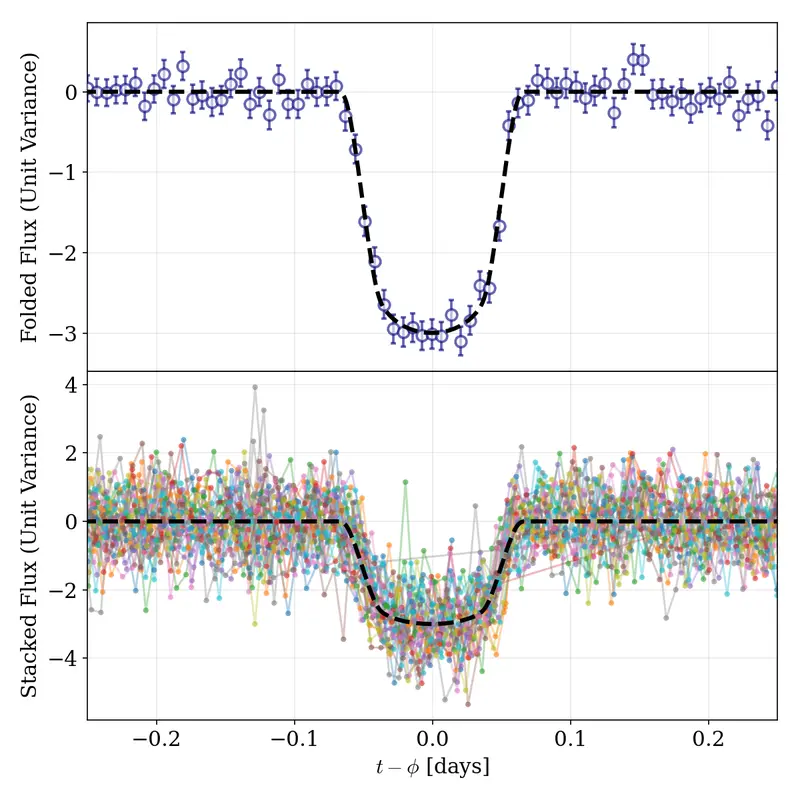 Folded Flux (Unit Variance)
0
−1
−2
−3
Stacked Flux (Unit Variance)
4
2
0
−2
−4
−0.2 −0.1 0.0 0.1 0.2
t − ϕ [days]